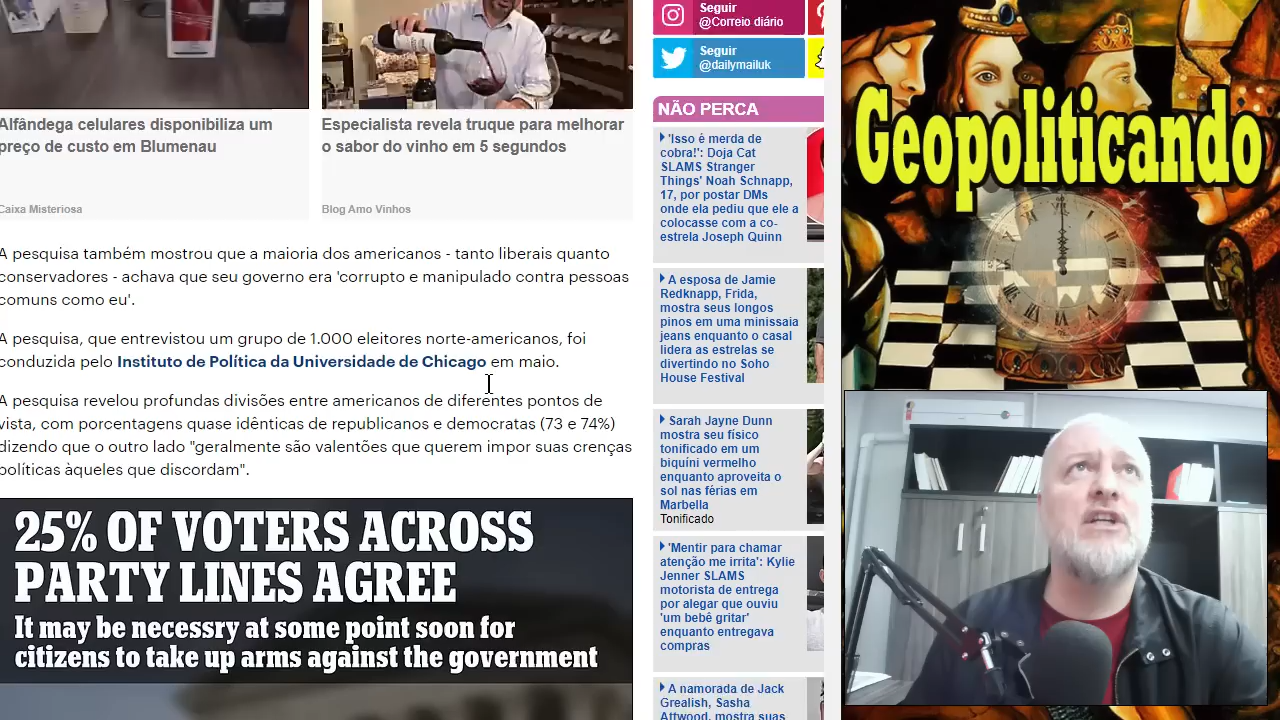 Alfândega celulares disponibiliza um
preço de custo em Blumenau
Caixa Misteriosa
Especialista revela truque para melhorar
o sabor do vinho em 5 segundos
Blog Amo Vinhos
A pesquisa também mostrou que a maioria dos americanos - tanto liberais quanto
conservadores - achava que seu governo era 'corrupto e manipulado contra pessoas
comuns como eu'.
A pesquisa, que entrevistou um grupo de 1.000 eleitores norte-americanos, foi
conduzida pelo Instituto de Política da Universidade de Chicago em maio.
A pesquisa revelou profundas divisões entre americanos de diferentes pontos de
vista, com porcentagens quase idênticas de republicanos e democratas (73 e 74%)
dizendo que o outro lado "geralmente são valentões que querem impor suas crenças
políticas àqueles que discordam".
25% OF VOTERS ACROSS
PARTY LINES AGREE
It may be necessry at some point soon for
citizens to take up arms against the government
Seguir
@Correio diário
Seguir
@dailymailuk
NÃO PERCA
'Isso é merda de
cobra!': Doja Cat
SLAMS Stranger
Things' Noah Schnapp,
17, por postar DMs
onde ela pediu que ele a
colocasse com a co-
estrela Joseph Quinn
A esposa de Jamie
Redknapp, Frida,
mostra seus longos
pinos em uma minissaia
jeans enquanto o casal
lidera as estrelas se
divertindo no Soho
House Festival
Sarah Jayne Dunn
mostra seu físico
tonificado em um
biquíni vermelho
enquanto aproveita o
sol nas férias em
Marbella
Tonificado
'Mentir para chamar
atenção me irrita': Kylie
Jenner SLAMS
motorista de entrega
por alegar que ouviu
'um bebê gritar'
enquanto entregava
compras
A namorada de Jack
Grealish, Sasha
Attwood, mostra suas
Geopoliticando